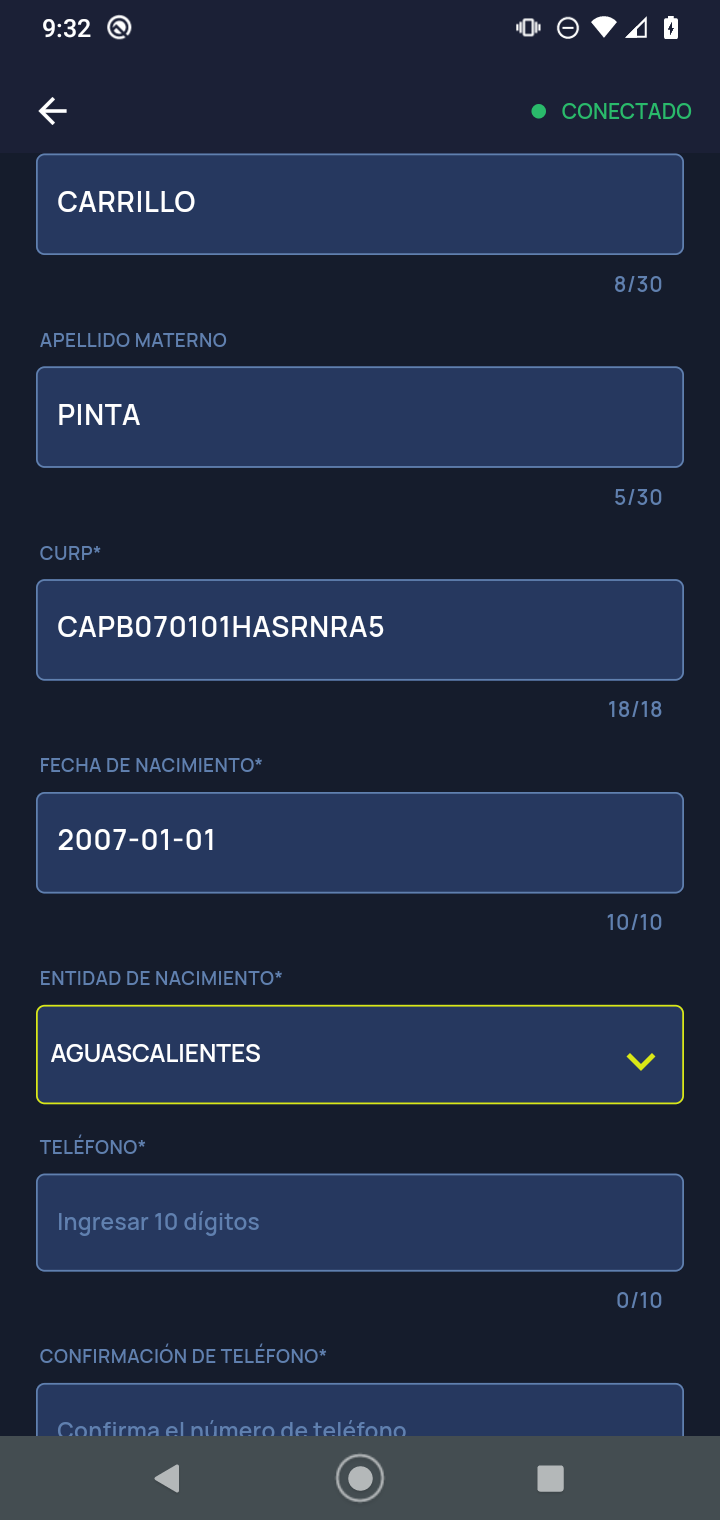 9:32
CONECTADO
CARRILLO
8/30
APELLIDO MATERNO
PINTA
5/30
CURP*
CAPB070101HASRNRA5
18/18
FECHA DE NACIMIENTO*
2007-01-01
10/10
ENTIDAD DE NACIMIENTO*
AGUASCALIENTES
TELÉFONO*
Ingresar 10 dígitos
0/10
CONFIRMACIÓN DE TELÉFONO*
Confirma el número de teléfono